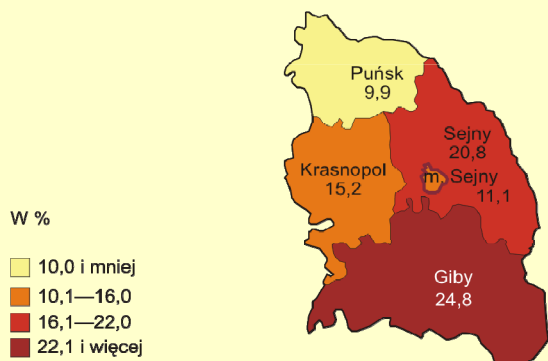 Puńsk
9,9
Sejny
20,8
Krasnopol
15,2
m Sejny
11,1
Giby
24,8
W %
10,0 i mniej
10,1—16,0
16,1—22,0
22,1 i więcej